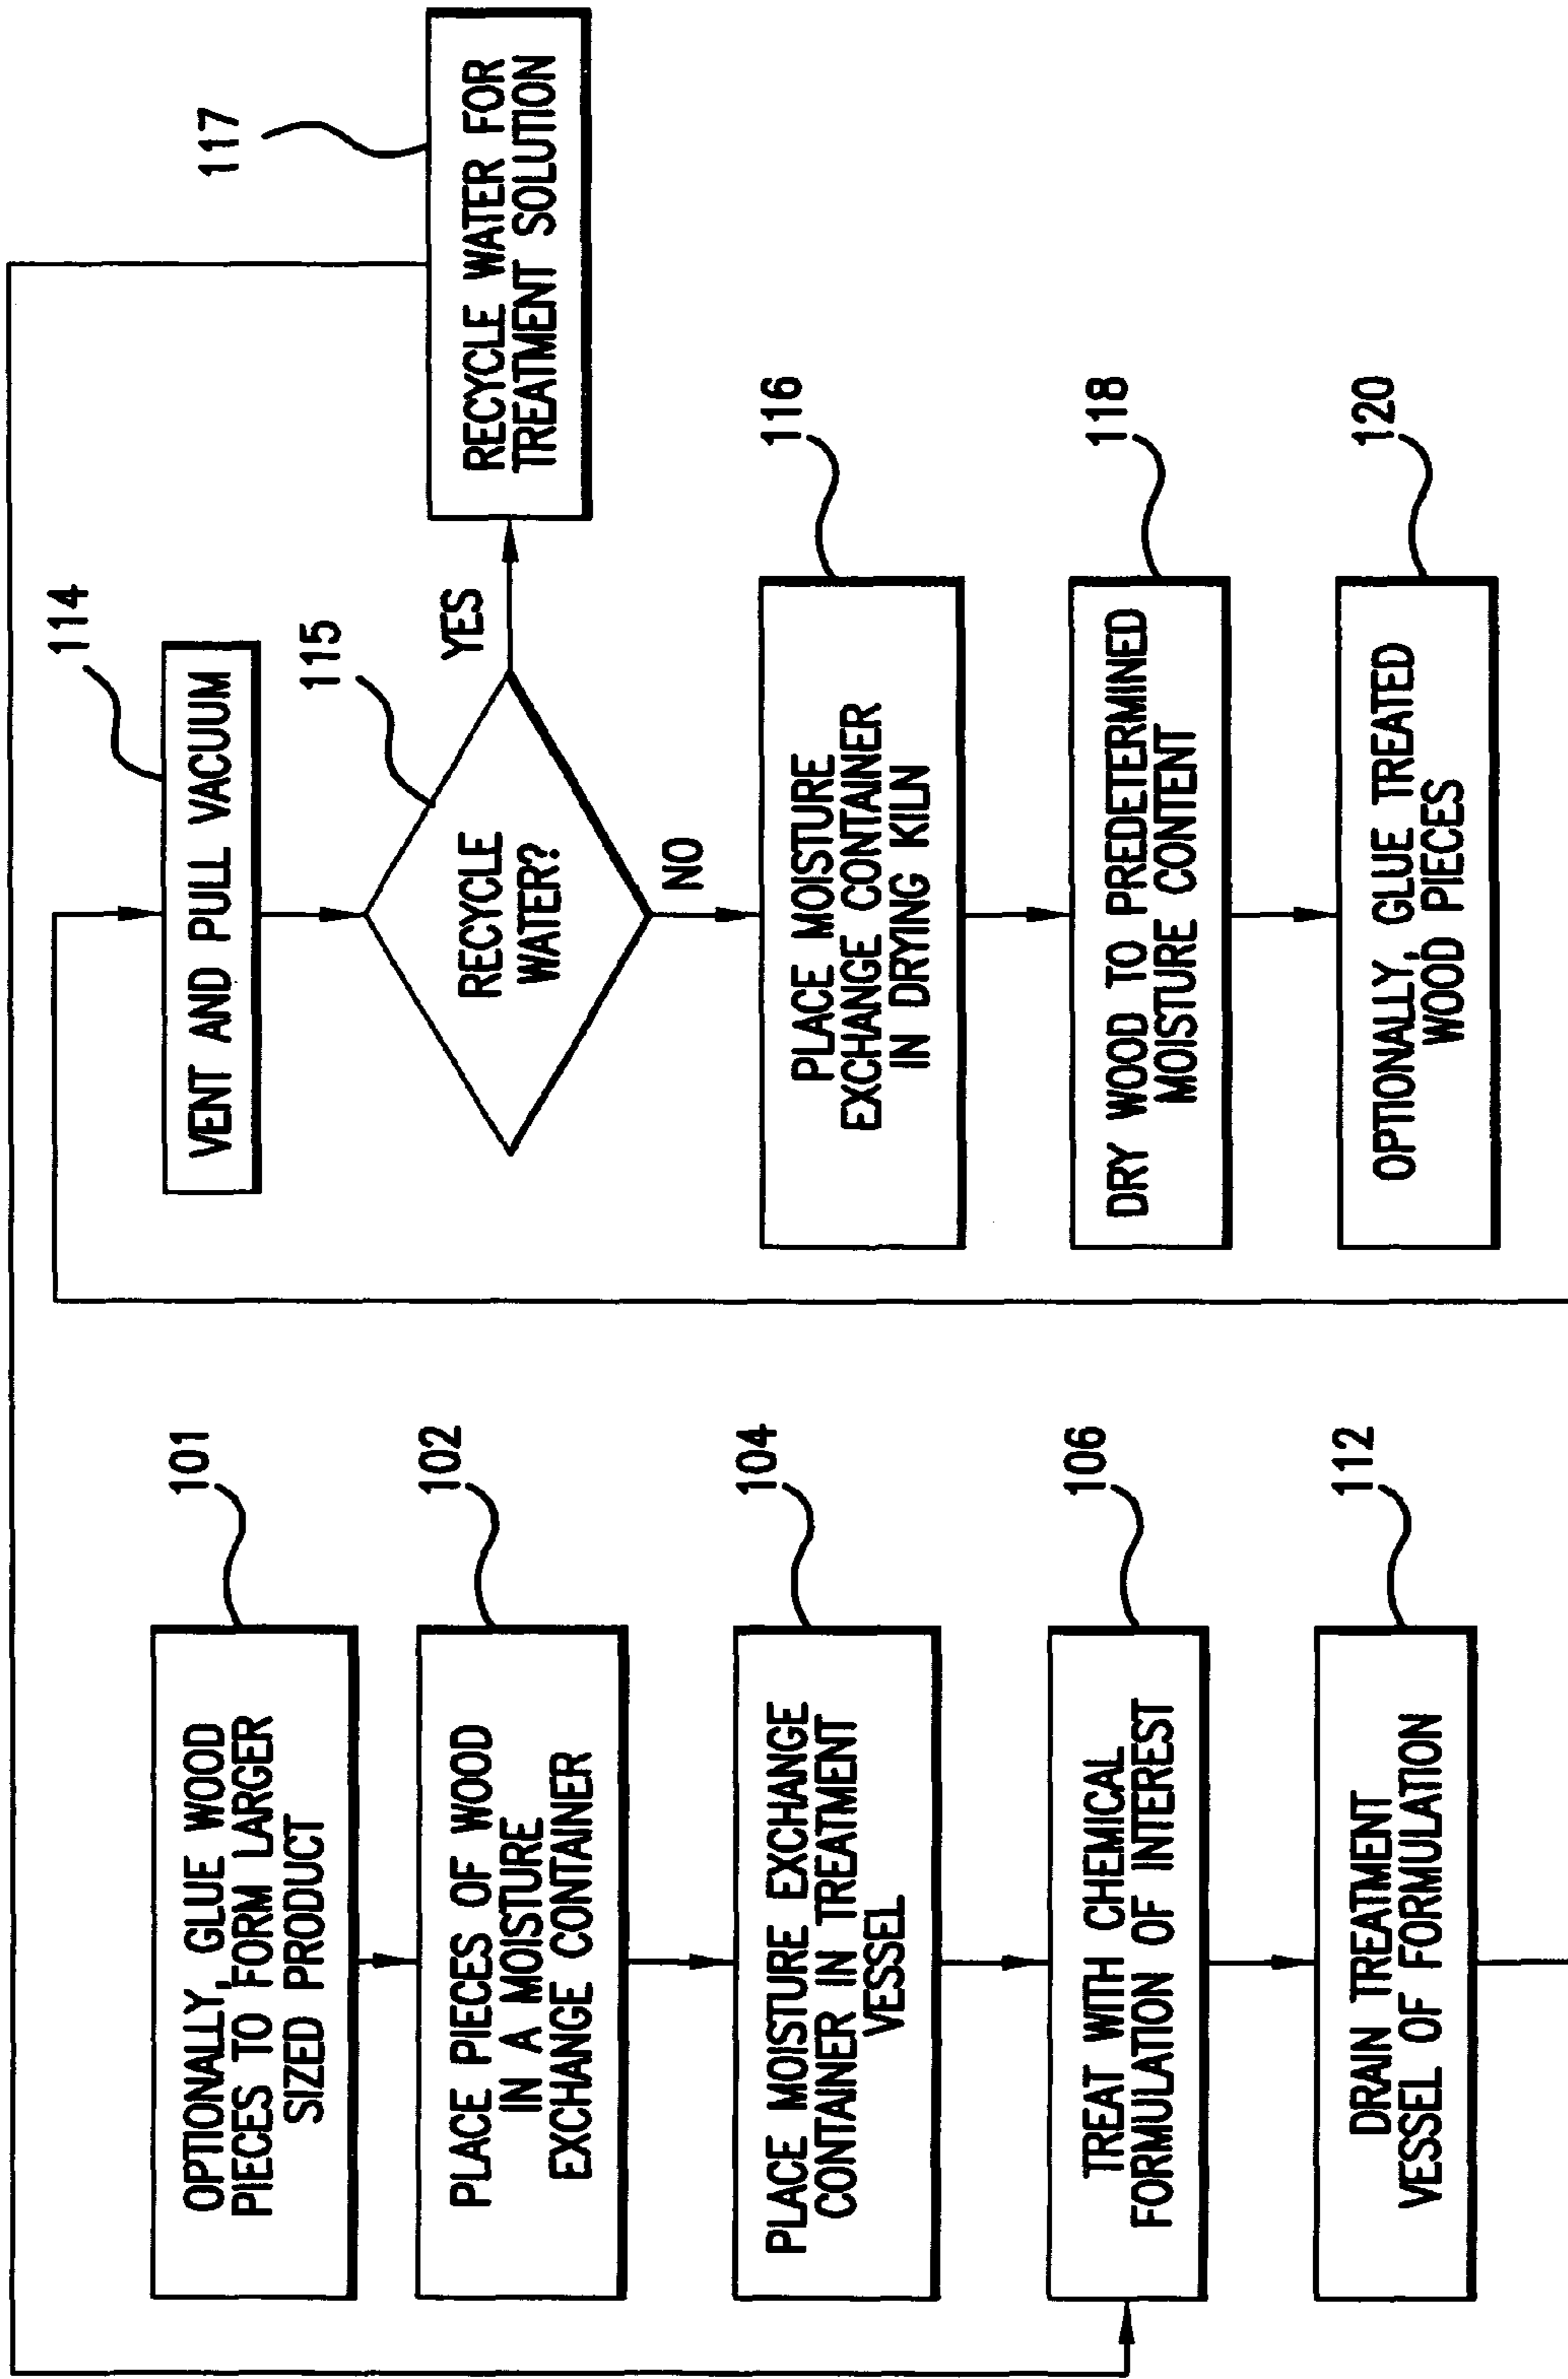 101
OPTIONALLY, GLUE WOOD
PIECES TO FORM LARGER
SIZED PRODUCT
102
PLACE PIECES OF WOOD
IN A MOISTURE
EXCHANGE CONTAINER
104
PLACE MOISTURE EXCHANGE
CONTAINER IN TREATMENT
VESSEL
106
TREAT WITH CHEMICAL
FORMULATION OF INTEREST
112
DRAIN TREATMENT
VESSEL OF FORMULATION
114
VENT AND PULL VACUUM
115
RECYCLE
WATER?
YES
NO
117
RECYCLE WATER FOR
TREATMENT SOLUTION
116
PLACE MOISTURE
EXCHANGE CONTAINER
IN DRYING KILN
118
DRY WOOD TO PREDETERMINED
MOISTURE CONTENT
120
OPTIONALLY, GLUE TREATED
WOOD PIECES